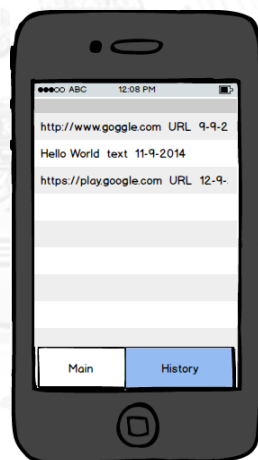 ABC 12:08 PM
http://www.goggle.com URL 9-9-2
Hello World text 11-9-2014
https://play.google.com URL 12-9-
Main History